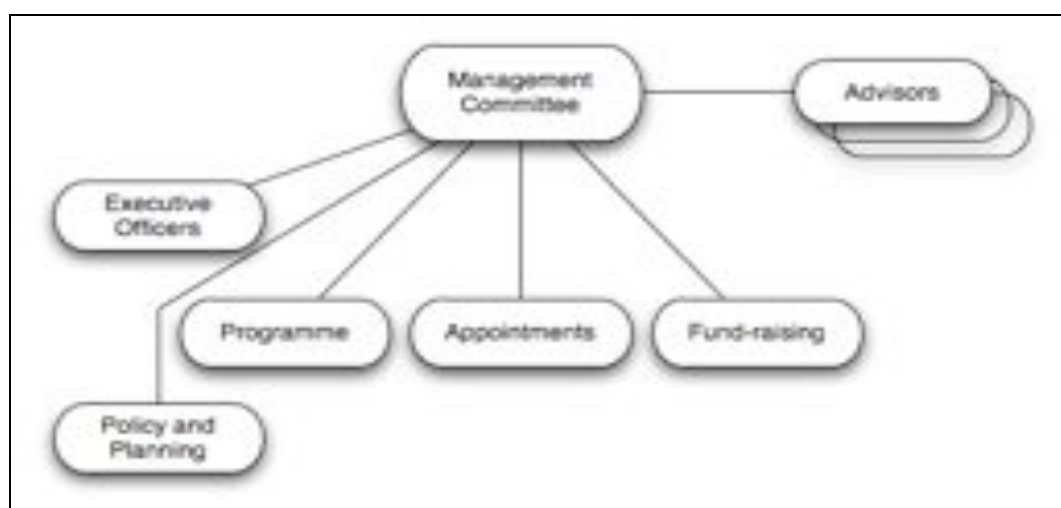 Management
Committee
Advisors
Executive
Officers
Programme
Appointments
Fund-raising
Policy and
Planning